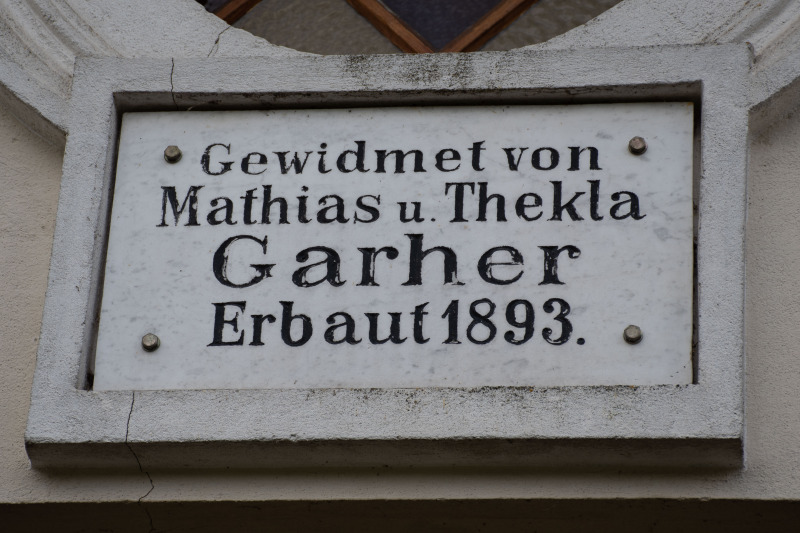 Gewidmet von
Mathias u. Thekla
Garher
Erbaut 1893.